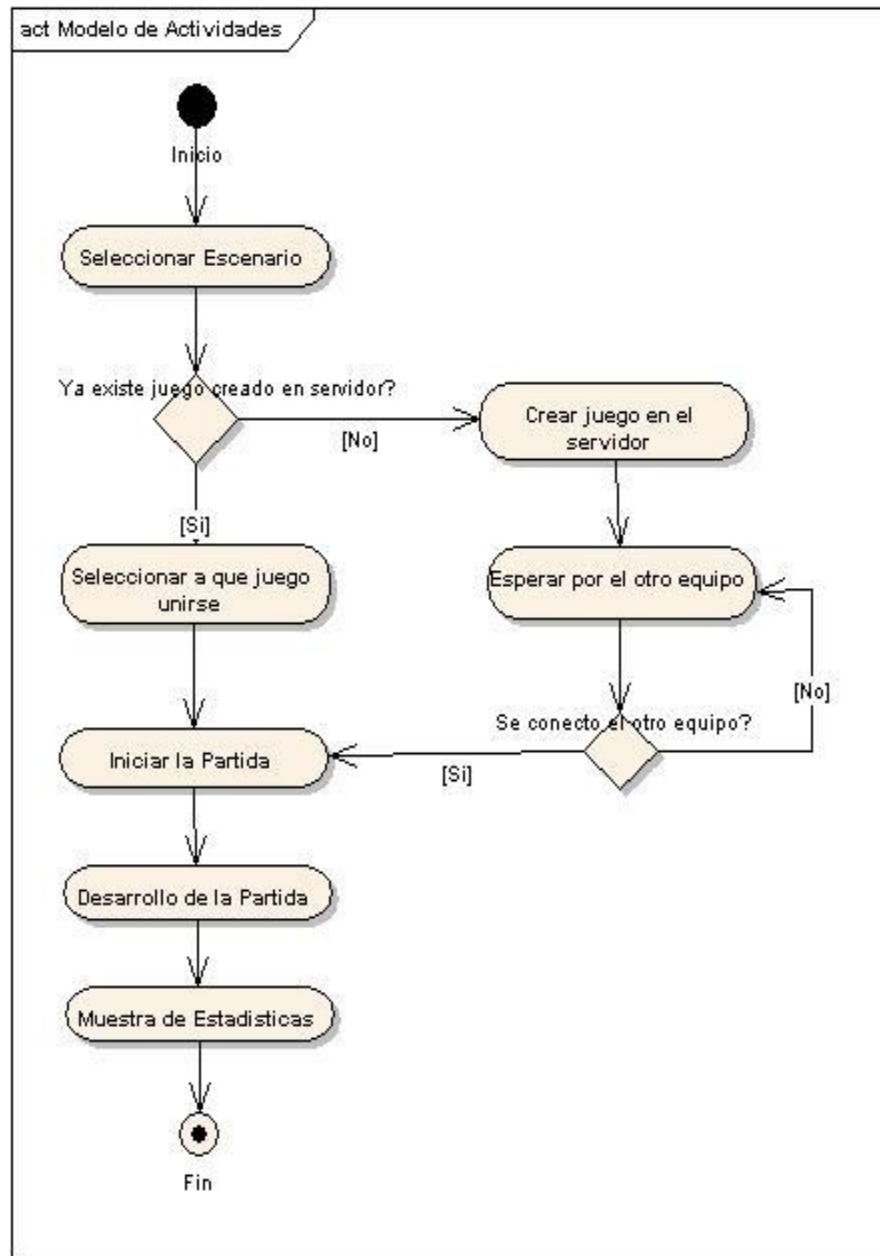 act Modelo de Actividades
Inicio
Seleccionar Escenario
Ya existe juego creado en servidor?
[No]
Crear juego en el
servidor
[Si]
Seleccionar a que juego
unirse
Esperar por el otro equipo
[No]
Se conecto el otro equipo?
[Si]
Iniciar la Partida
Desarrollo de la Partida
Muestra de Estadisticas
Fin